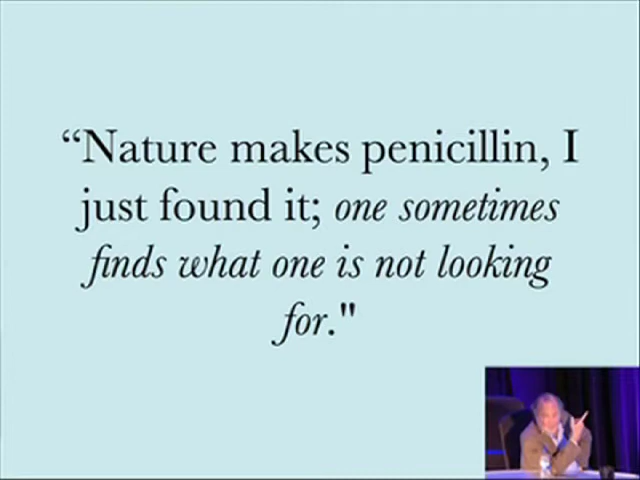 “Nature makes penicillin, I
just found it; one sometimes
finds what one is not looking
for."